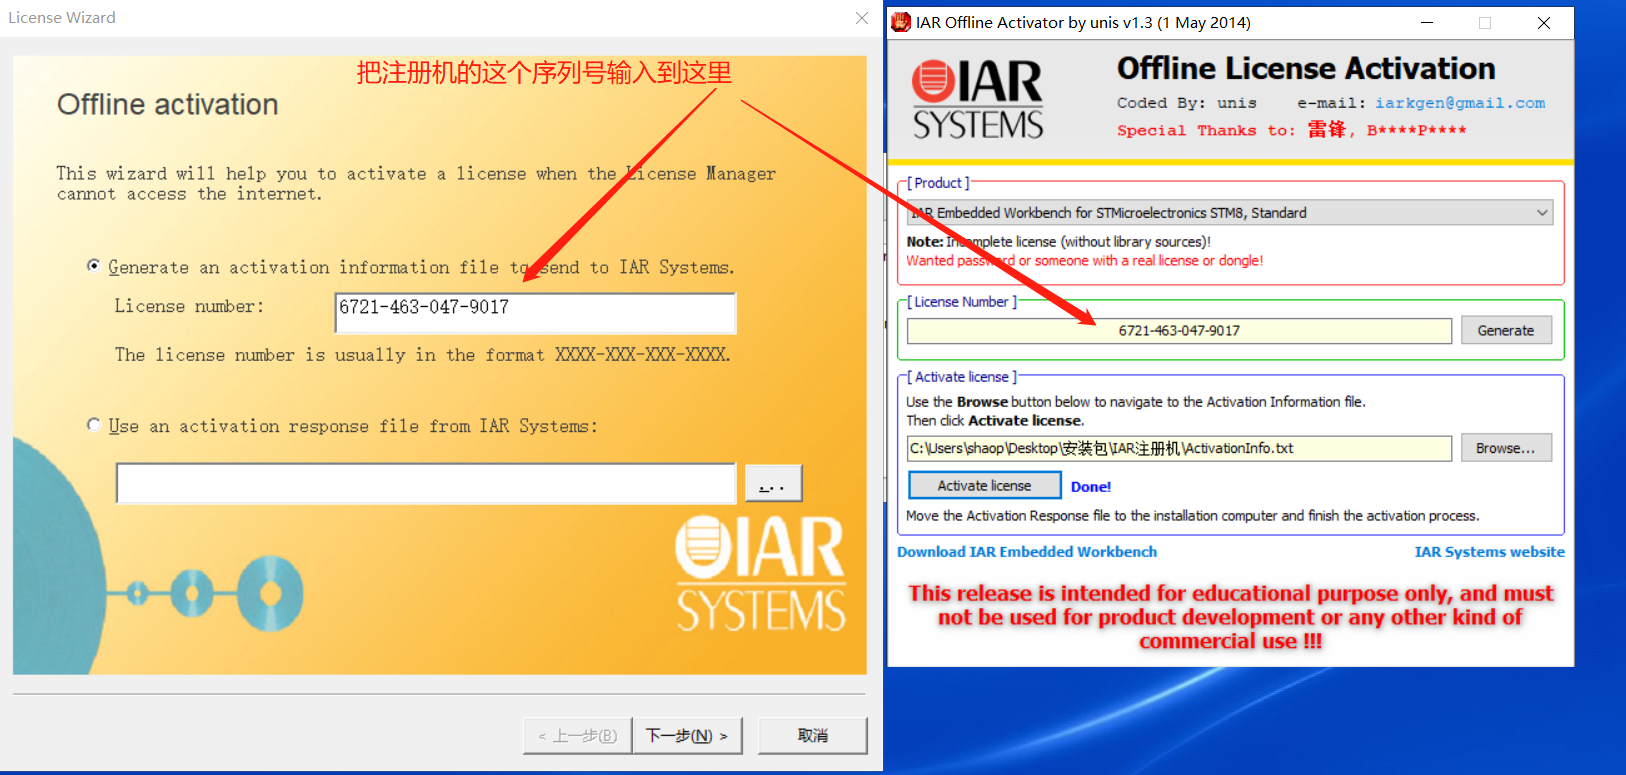 License Wizard
把注册机的这个序列号输入到这里
Offline activation
This wizard will help you to activate a license when the License Manager
cannot access the internet.
Generate an activation information file to send to IAR Systems.
License number:
6721-463-047-9017
The license number is usually in the format XXXX-XXX-XXX-XXXX.
Use an activation response file from IAR Systems:
...
IAR
SYSTEMS
< 上一步(B)
下一步(N) >
取消
IAR Offline Activator by unis v1.3 (1 May 2014)
IAR
SYSTEMS
Offline License Activation
Coded By: unis e-mail: iarkgen@gmail.com
Special Thanks to: 雷锋, B****P****
[ Product ]
IAR Embedded Workbench for STMicroelectronics STM8, Standard
Note: Incomplete license (without library sources)!
Wanted password or someone with a real license or dongle!
[ License Number ]
6721-463-047-9017
Generate
[ Activate license ]
Use the Browse button below to navigate to the Activation Information file.
Then click Activate license.
C:\Users\shaop\Desktop\安装包\IAR注册机\ActivationInfo.txt
Browse...
Activate license
Done!
Move the Activation Response file to the installation computer and finish the activation process.
Download IAR Embedded Workbench
IAR Systems website
This release is intended for educational purpose only, and must
not be used for product development or any other kind of
commercial use !!!